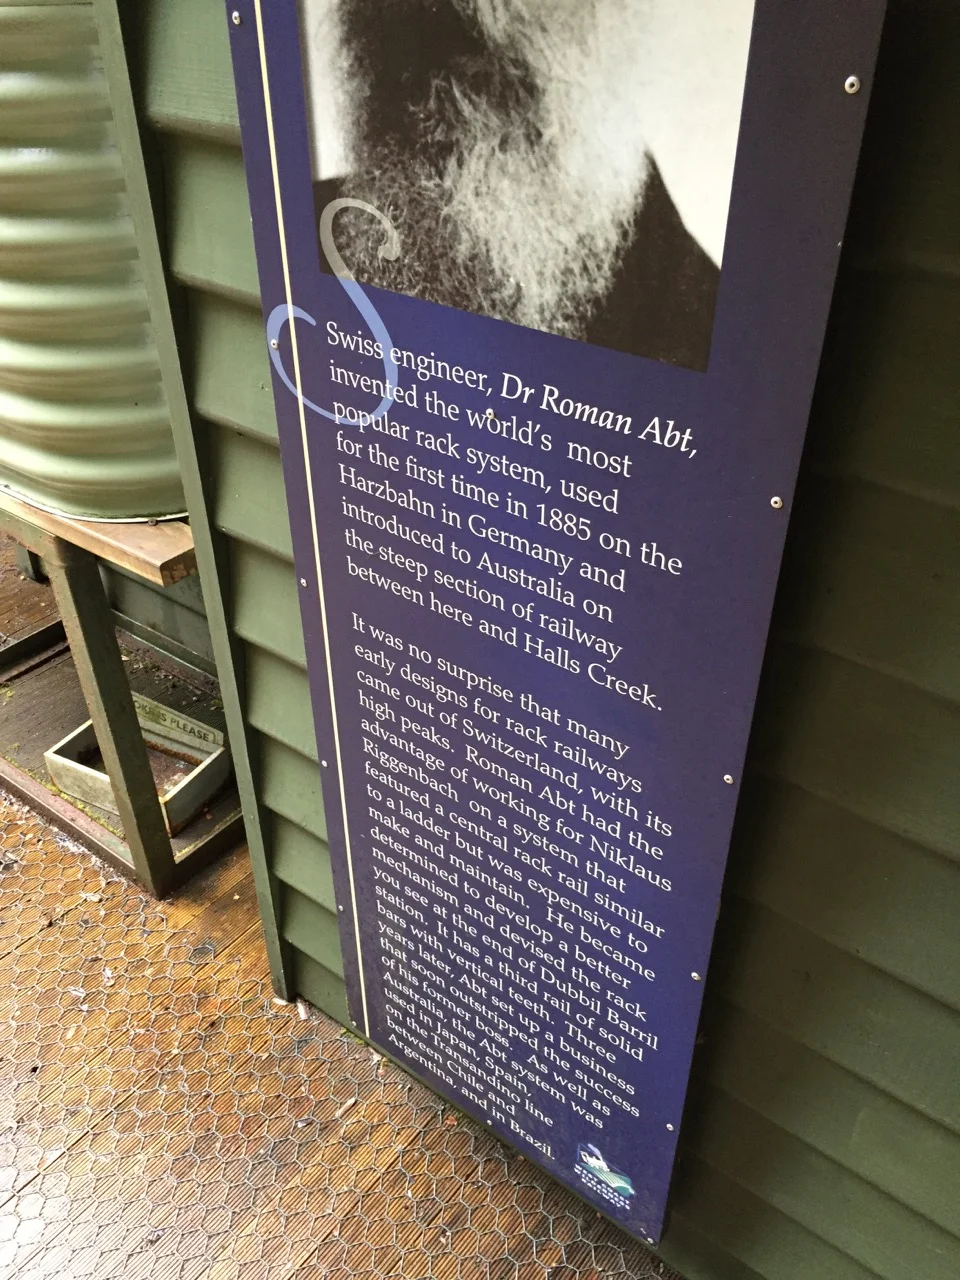 S
Swiss engineer, Dr Roman Abt,
invented the world's most
popular rack system, used
for the first time in 1885 on the
Harzbahn in Germany and
introduced to Australia on
the steep section of railway
between here and Halls Creek.
It was no surprise that many
early designs for rack railways
came out of Switzerland, with its
high peaks. Roman Abt had the
advantage of working for Niklaus
Riggenbach on a system that
featured a central rack rail similar
to a ladder but was expensive to
make and maintain. He became
determined to develop a better
mechanism and devised the rack
you see at the end of Dubbil Barril
station. It has a third rail of solid
bars with vertical teeth. Three
years later, Abt set up a business
that soon outstripped the success
of his former boss. As well as
Australia, the Abt system was
used in Japan, Spain,
on the Transandino line
between Chile and
Argentina, and in Brazil.
WEST COAST
WILDERNESS
RAILWAY
PLEASE